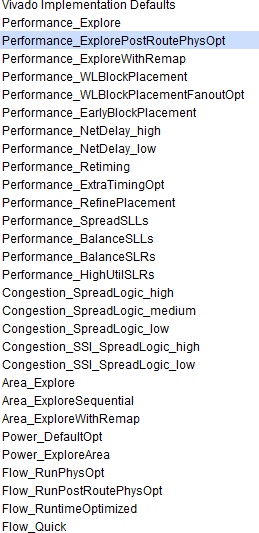 Vivado Implementation Defaults
Performance_Explore
Performance_ExplorePostRoutePhysOpt
Performance_ExploreWithRemap
Performance_WLBlockPlacement
Performance_WLBlockPlacementFanoutOpt
Performance_EarlyBlockPlacement
Performance_NetDelay_high
Performance_NetDelay_low
Performance_Retiming
Performance_ExtraTimingOpt
Performance_RefinePlacement
Performance_SpreadSLLs
Performance_BalanceSLLs
Performance_BalanceSLRs
Performance_HighUtilSLRs
Congestion_SpreadLogic_high
Congestion_SpreadLogic_medium
Congestion_SpreadLogic_low
Congestion_SSI_SpreadLogic_high
Congestion_SSI_SpreadLogic_low
Area_Explore
Area_ExploreSequential
Area_ExploreWithRemap
Power_DefaultOpt
Power_ExploreArea
Flow_RunPhysOpt
Flow_RunPostRoutePhysOpt
Flow_RuntimeOptimized
Flow_Quick